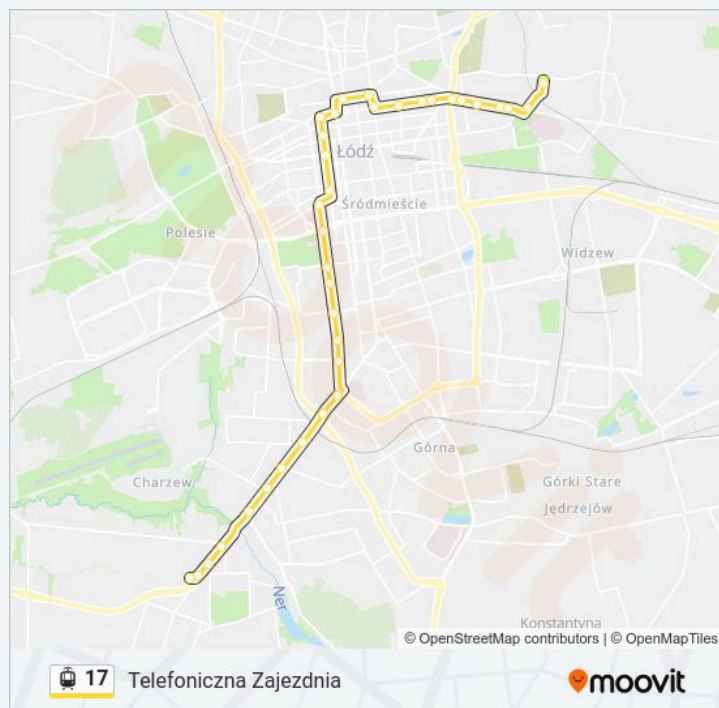 Łódź
Śródmieście
Polesie
Widzew
Górna
Charzew
Górki Stare
Jędrzejów
Ner
Konstantyna
© OpenStreetMap contributors | © OpenMapTiles
17 Telefoniczna Zajezdnia
moovit